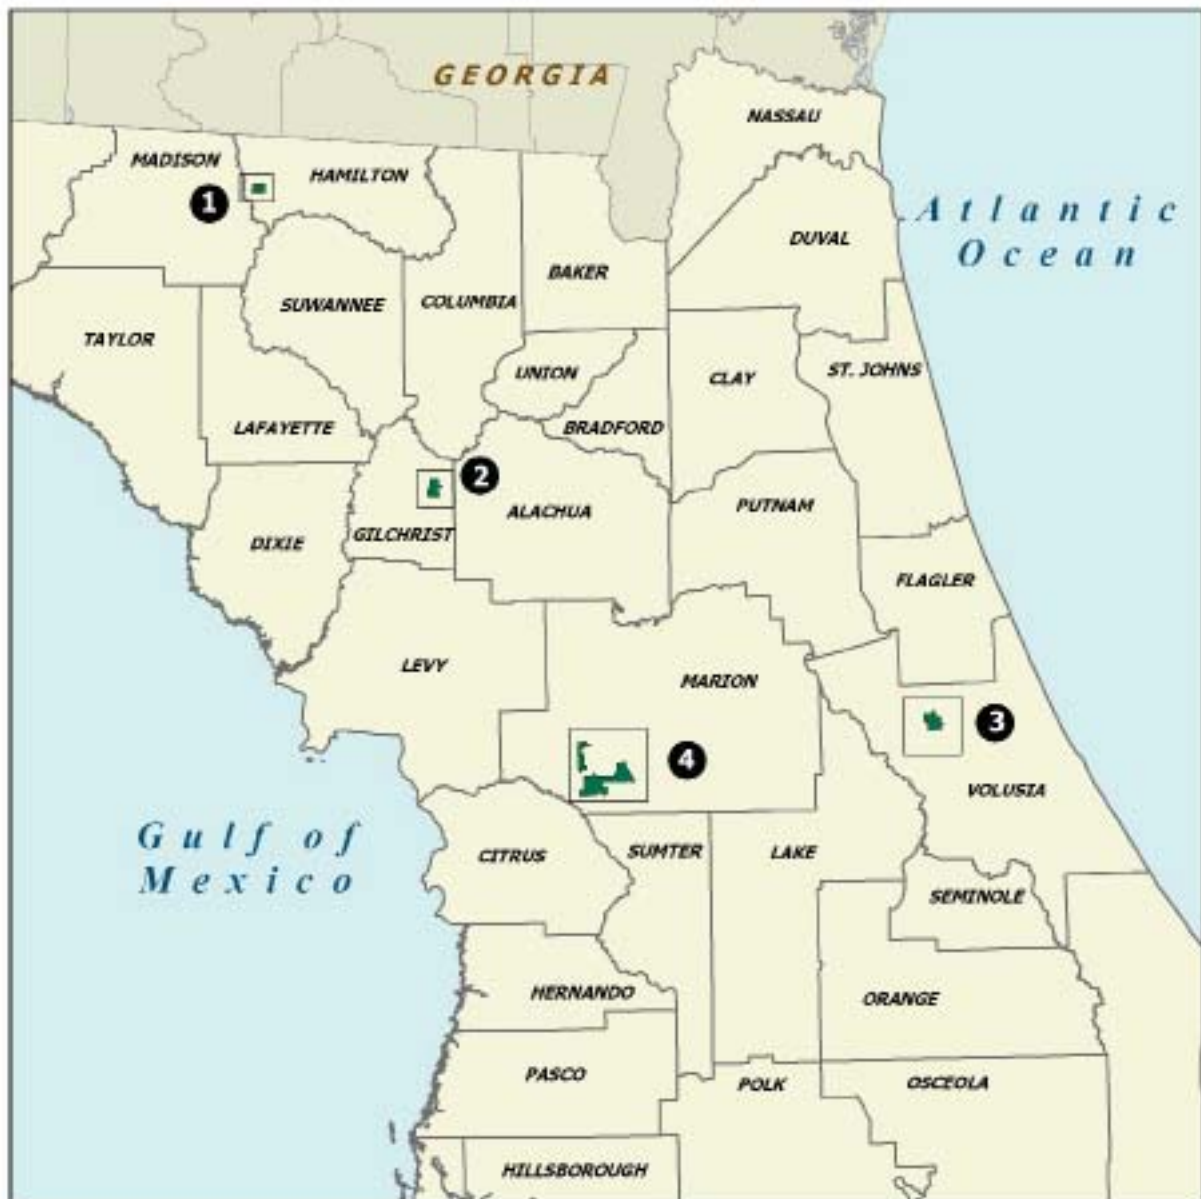 GEORGIA
NASSAU
MADISON
HAMILTON
1
Atlantic
Ocean
DUVAL
BAKER
SUWANNEE
COLUMBIA
TAYLOR
UNION
CLAY
ST. JOHNS
LAFAYETTE
BRADFORD
2
ALACHUA
PUTNAM
GILCHRIST
DIXIE
FLAGLER
LEVY
MARION
3
4
VOLUSIA
Gulf of
Mexico
CITRUS
SUMTER
LAKE
SEMINOLE
HERNANDO
ORANGE
PASCO
POLK
OSCEOLA
HILLSBOROUGH